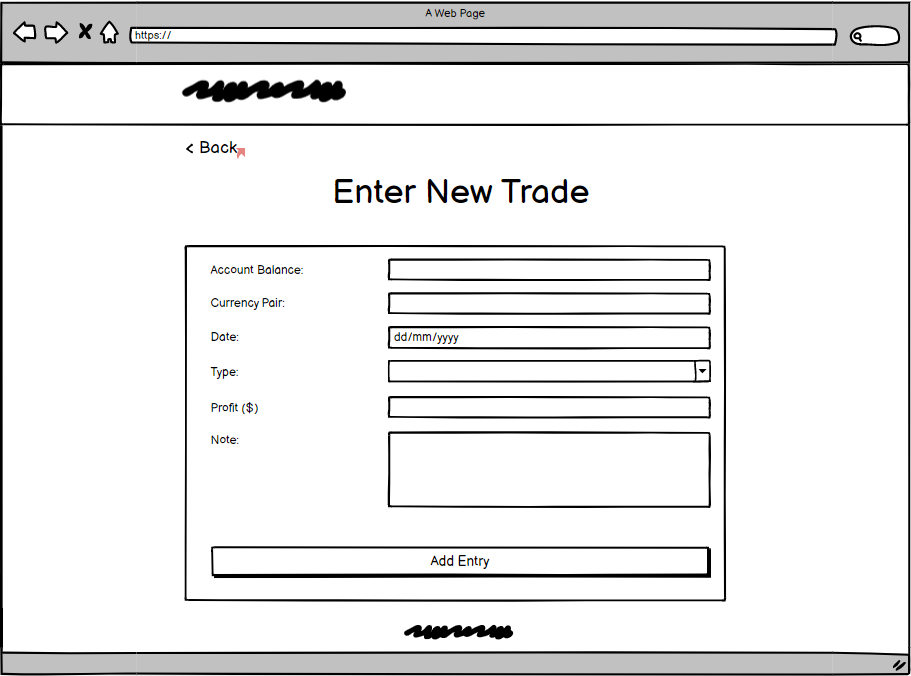 A Web Page
https://
< Back
Enter New Trade
Account Balance:
Currency Pair:
Date:
dd/mm/yyyy
Type:
Profit ($)
Note:
Add Entry